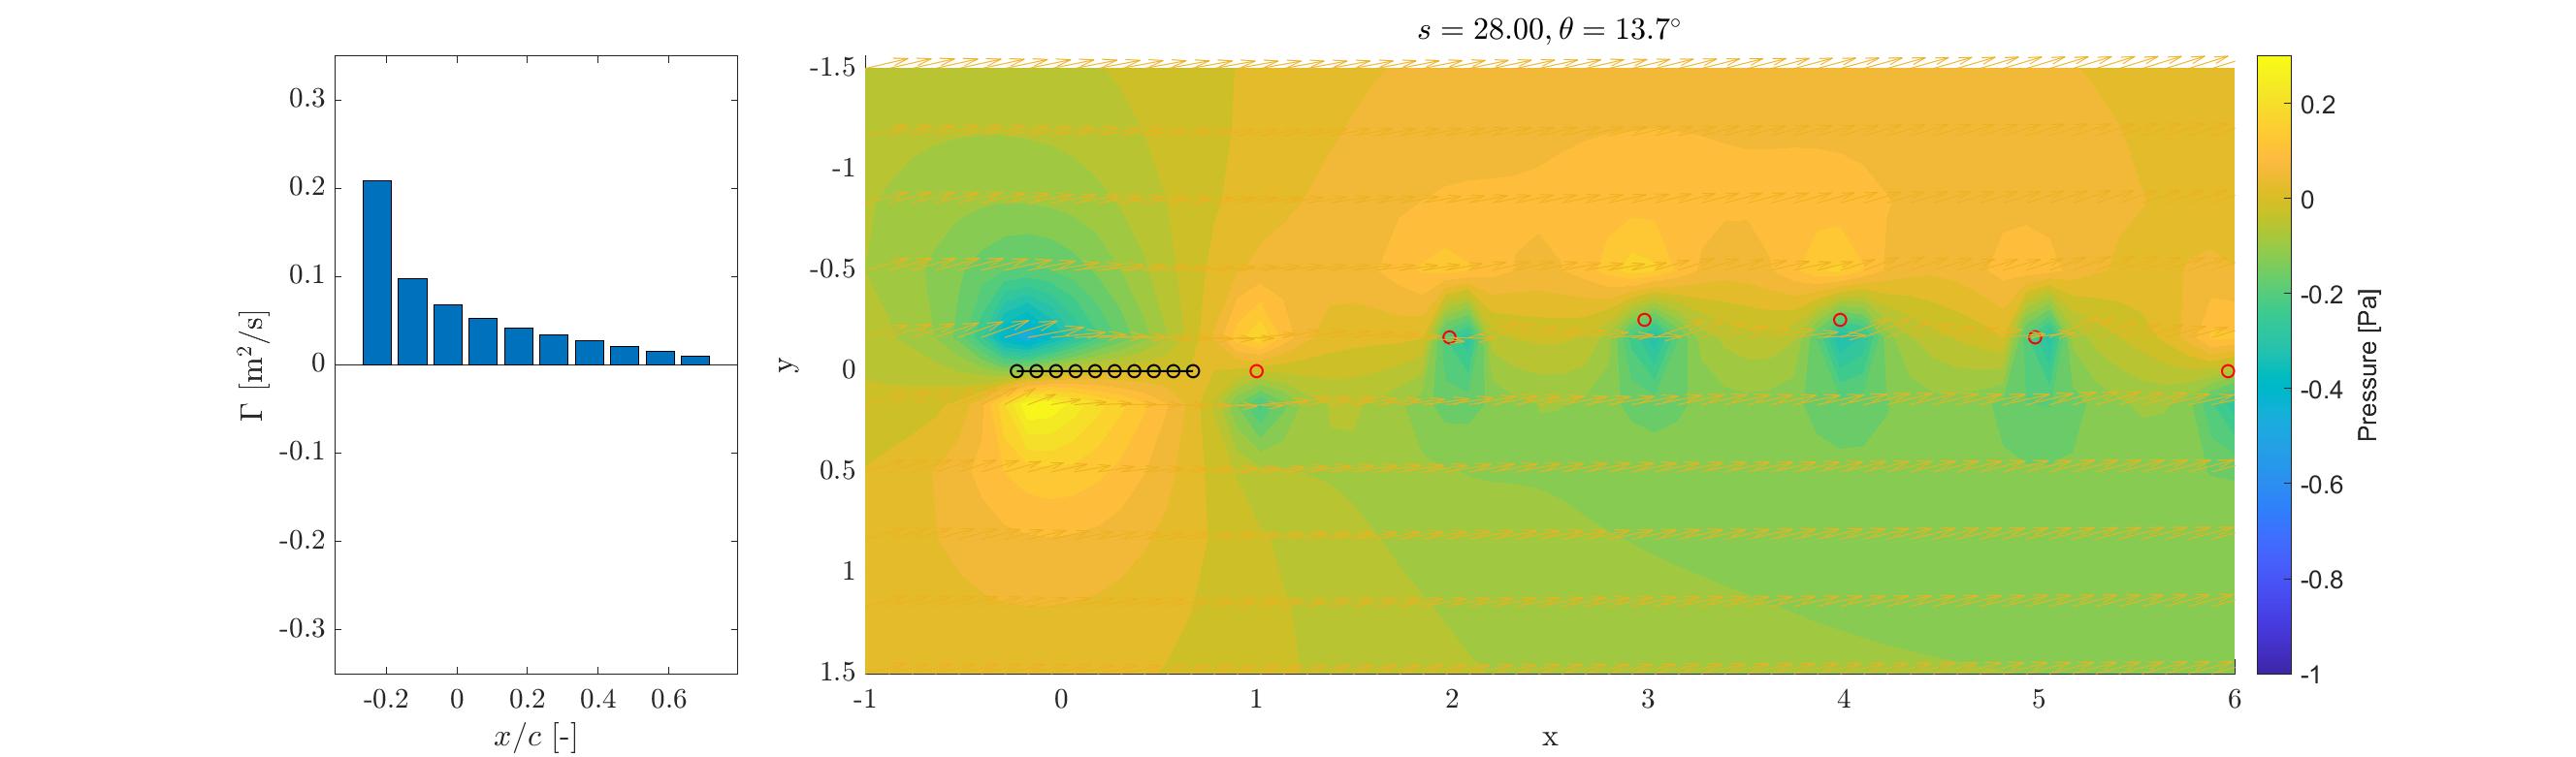 s = 28.00, θ = 13.7°
0.3
0.2
0.1
0
-0.1
-0.2
-0.3
Γ [m²/s]
-0.2 0 0.2 0.4 0.6
x/c [-]
-1.5
-1
-0.5
0
0.5
1
1.5
y
-1 0 1 2 3 4 5 6
x
0.2
0
-0.2
-0.4
-0.6
-0.8
-1
Pressure [Pa]